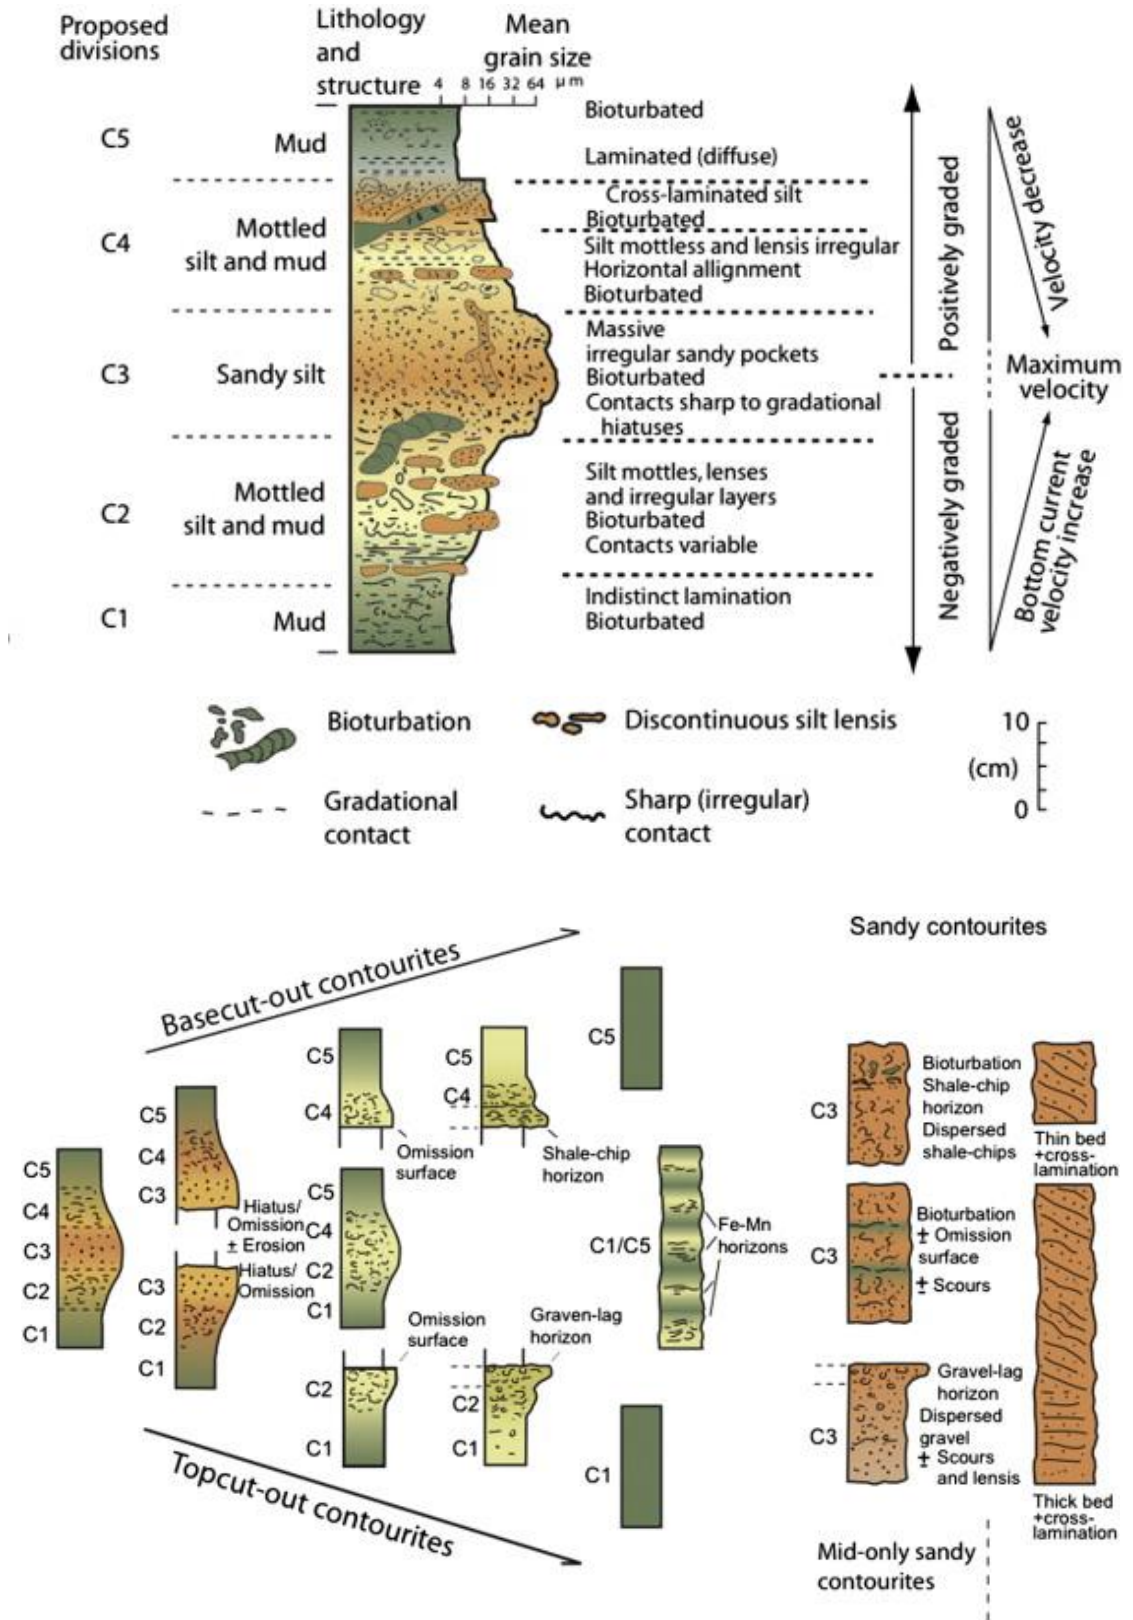 Proposed
divisions
Lithology
and
structure
Mean
grain size
4 8 16 32 64 µm
C5
Mud
Bioturbated
Laminated (diffuse)
C4
Mottled
silt and mud
Cross-laminated silt
Bioturbated
Silt mottless and lensis irregular
Horizontal allignment
Bioturbated
C3
Sandy silt
Massive
irregular sandy pockets
Bioturbated
Contacts sharp to gradational
hiatuses
C2
Mottled
silt and mud
Silt mottles, lenses
and irregular layers
Bioturbated
Contacts variable
C1
Mud
Indistinct lamination
Bioturbated
Positively graded
Negatively graded
Velocity decrease
Maximum
velocity
Bottom current
velocity increase
Bioturbation
Discontinuous silt lensis
Gradational
contact
Sharp (irregular)
contact
10
(cm)
0
Basecut-out contourites
Topcut-out contourites
C5
C4
C3
C2
C1
C5
C4
C3
Hiatus/
Omission
± Erosion
Hiatus/
Omission
C3
C2
C1
C5
C4
Omission
surface
C5
C4
C2
C1
Omission
surface
C2
C1
C5
C4
Shale-chip
horizon
Graven-lag
horizon
C2
C1
C5
C1/C5
Fe-Mn
horizons
C1
Sandy contourites
C3
Bioturbation
Shale-chip
horizon
Dispersed
shale-chips
Thin bed
+cross-
lamination
C3
Bioturbation
± Omission
surface
± Scours
C3
Gravel-lag
horizon
Dispersed
gravel
± Scours
and lensis
Thick bed
+cross-
lamination
Mid-only sandy
contourites